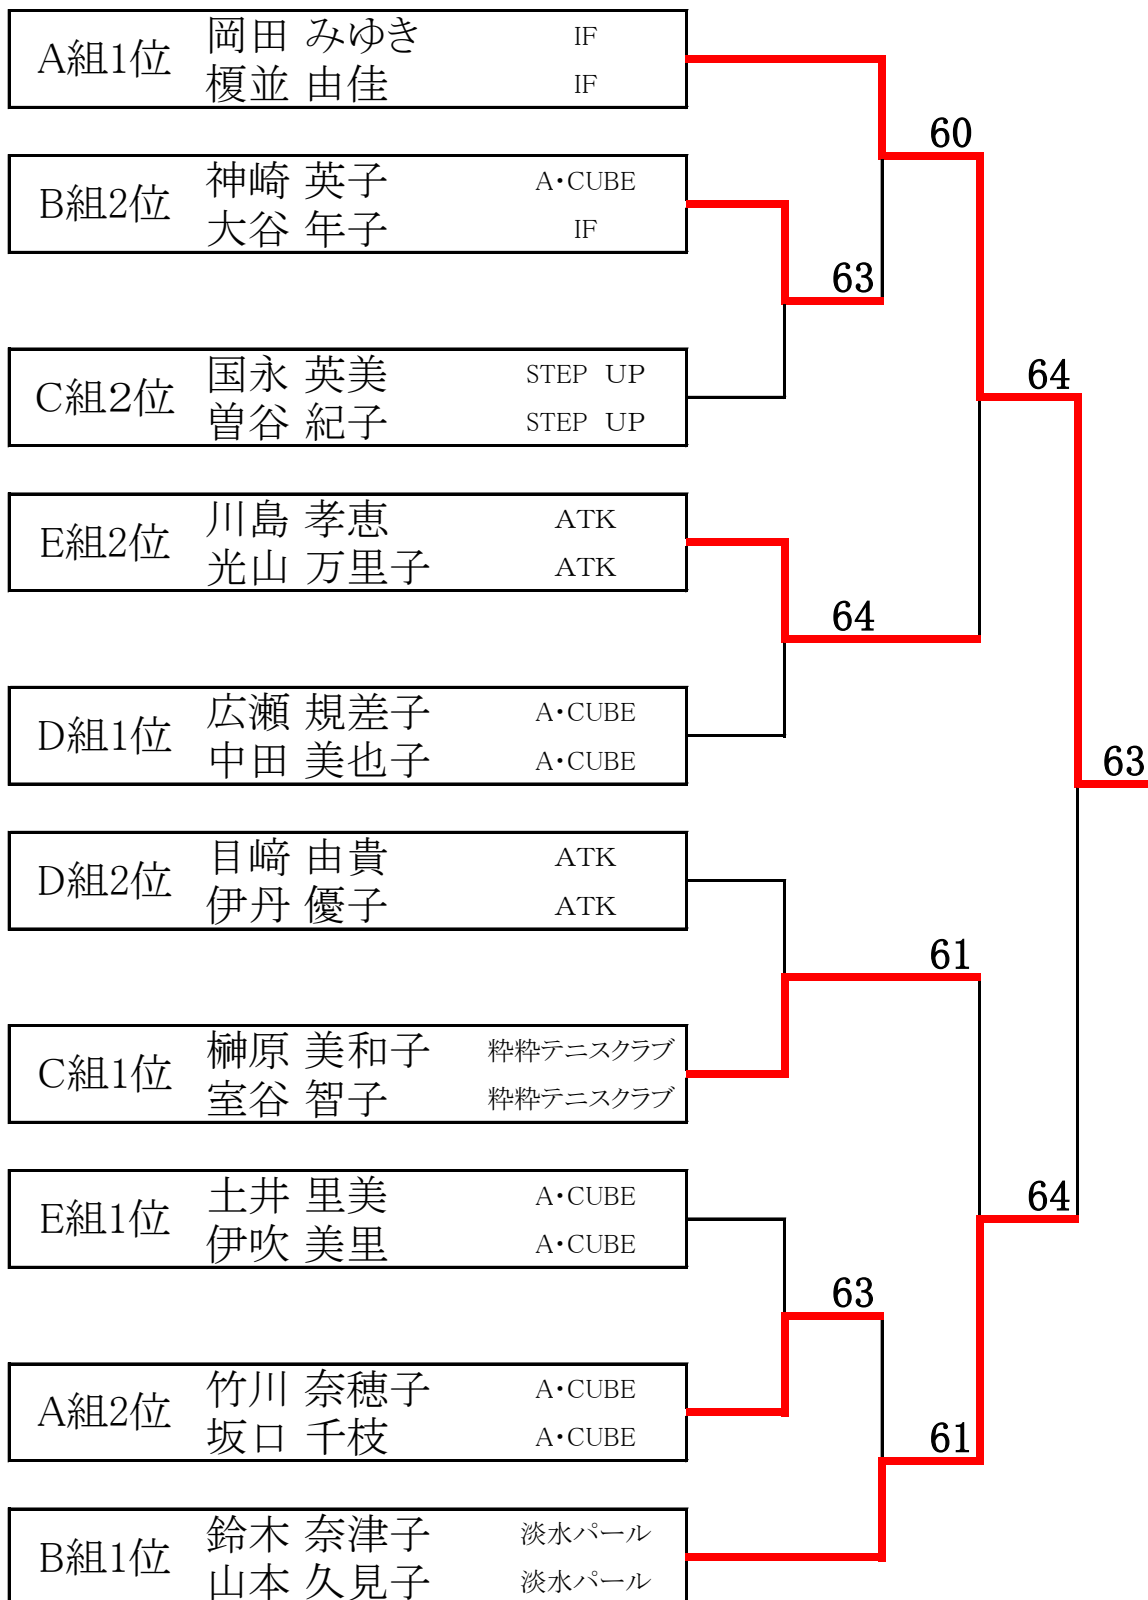 A組1位 岡田 みゆき IF
榎並 由佳 IF
60
B組2位 神崎 英子 A・CUBE
大谷 年子 IF
63
C組2位 国永 英美 STEP UP
曽谷 紀子 STEP UP
64
E組2位 川島 孝恵 ATK
光山 万里子 ATK
64
D組1位 広瀬 規差子 A・CUBE
中田 美也子 A・CUBE
63
D組2位 目﨑 由貴 ATK
伊丹 優子 ATK
61
C組1位 榊原 美和子 粋粋テニスクラブ
室谷 智子 粋粋テニスクラブ
E組1位 土井 里美 A・CUBE
伊吹 美里 A・CUBE
64
63
A組2位 竹川 奈穂子 A・CUBE
坂口 千枝 A・CUBE
61
B組1位 鈴木 奈津子 淡水パール
山本 久見子 淡水パール